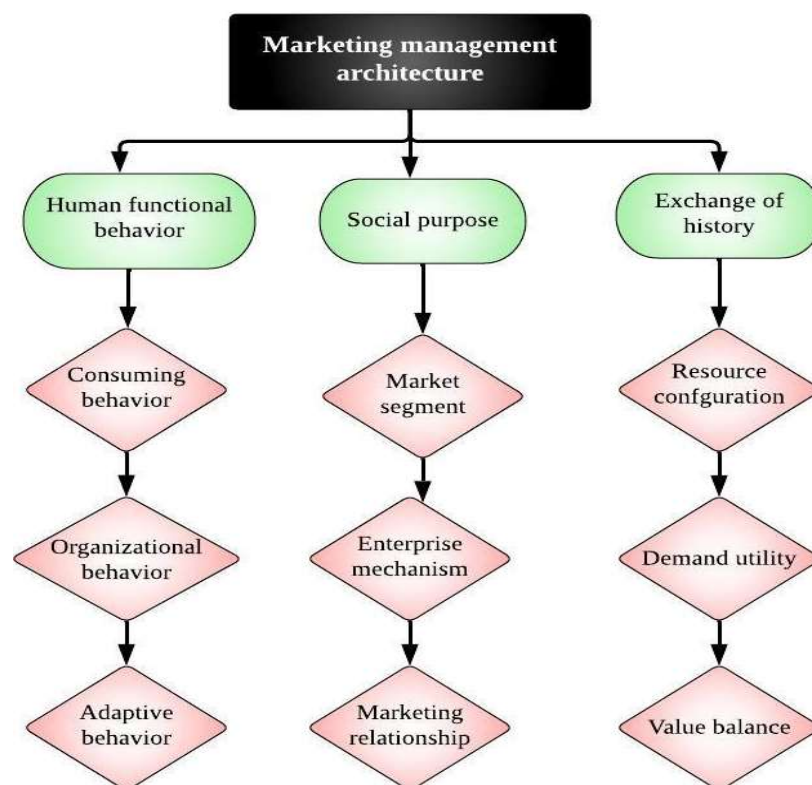 Marketing management
architecture
Human functional
behavior
Social purpose
Exchange of
history
Consuming
behavior
Market
segment
Resource
confguration
Organizational
behavior
Enterprise
mechanism
Demand utility
Adaptive
behavior
Marketing
relationship
Value balance